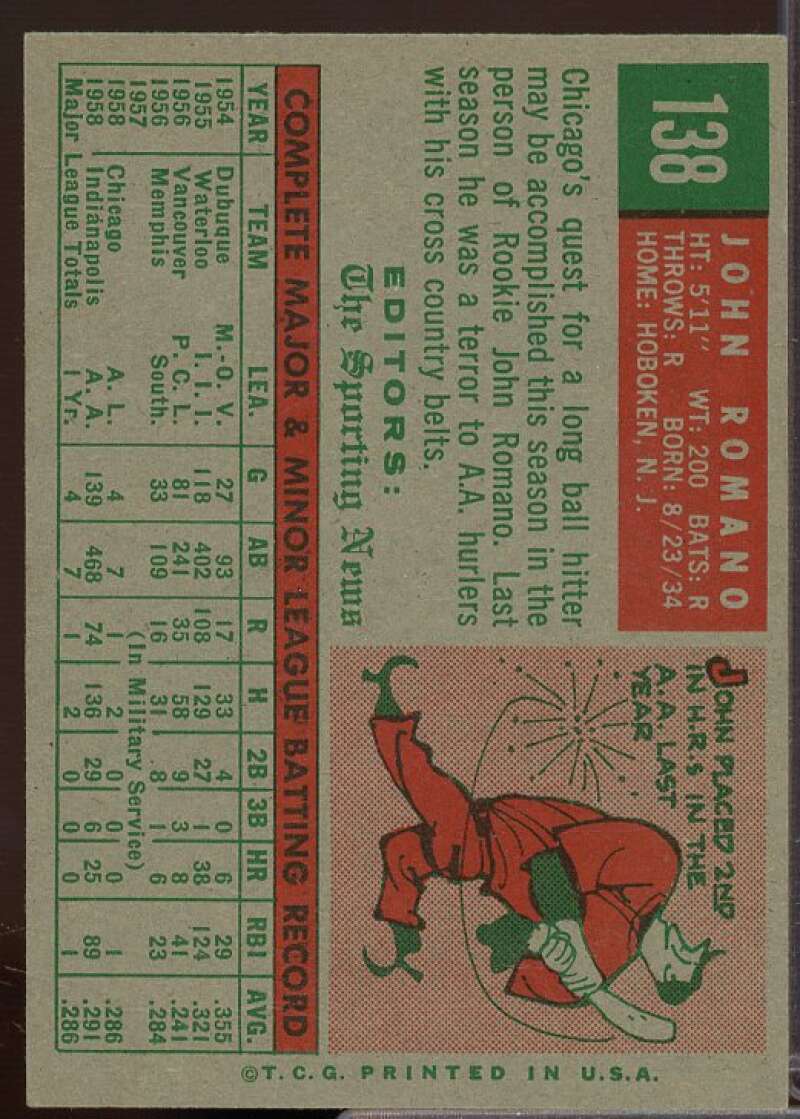 138
JOHN ROMANO
HT: 5'11" WT: 200 BATS: R
THROWS: R BORN: 8/23/34
HOME: HOBOKEN, N. J.
Chicago's quest for a long ball hitter
may be accomplished this season in the
person of Rookie John Romano. Last
season he was a terror to A.A. hurlers
with his cross country belts.
EDITORS:
The Sporting News
JOHN PLACED 2ND
IN H.R.s IN THE
A.A. LAST
YEAR
COMPLETE MAJOR & MINOR LEAGUE BATTING RECORD
YEAR TEAM LEA. G AB R H 2B 3B HR RBI AVG.
1954 Dubuque M.-O. V. 27 93 17 33 4 0 6 29 .355
1955 Waterloo I. I. I. 118 402 108 129 27 1 38 124 .321
1956 Vancouver P. C. L. 81 241 35 58 9 3 8 41 .241
1956 Memphis South. 33 109 16 31 8 1 6 23 .284
1957 (In Military Service)
1958 Chicago A. L. 4 7 1 2 0 0 0 1 .286
1958 Indianapolis A. A. 139 468 74 136 29 6 25 89 .291
Major League Totals 1 Yr. 4 7 1 2 0 0 0 1 .286
©T. C. G. PRINTED IN U.S.A.